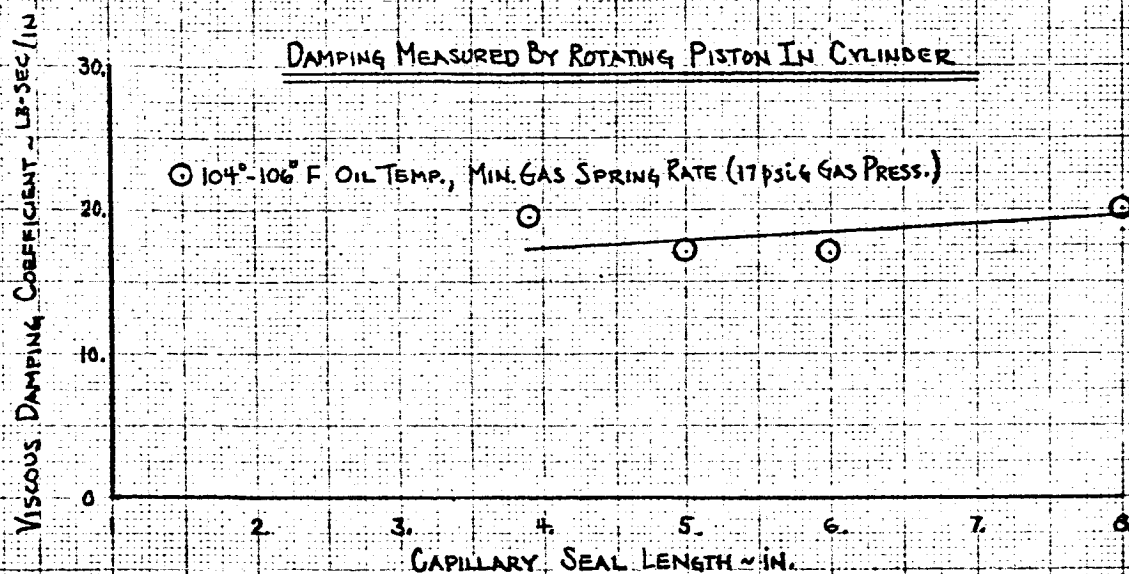 DAMPING MEASURED BY ROTATING PISTON IN CYLINDER
⊙ 104°-106° F OIL TEMP., MIN. GAS SPRING RATE (17 psig GAS PRESS.)
VISCOUS DAMPING COEFFICIENT ~ LB-SEC/IN
30.
20.
10.
0
1 2. 3. 4. 5. 6. 7. 8.
CAPILLARY SEAL LENGTH ~ IN.